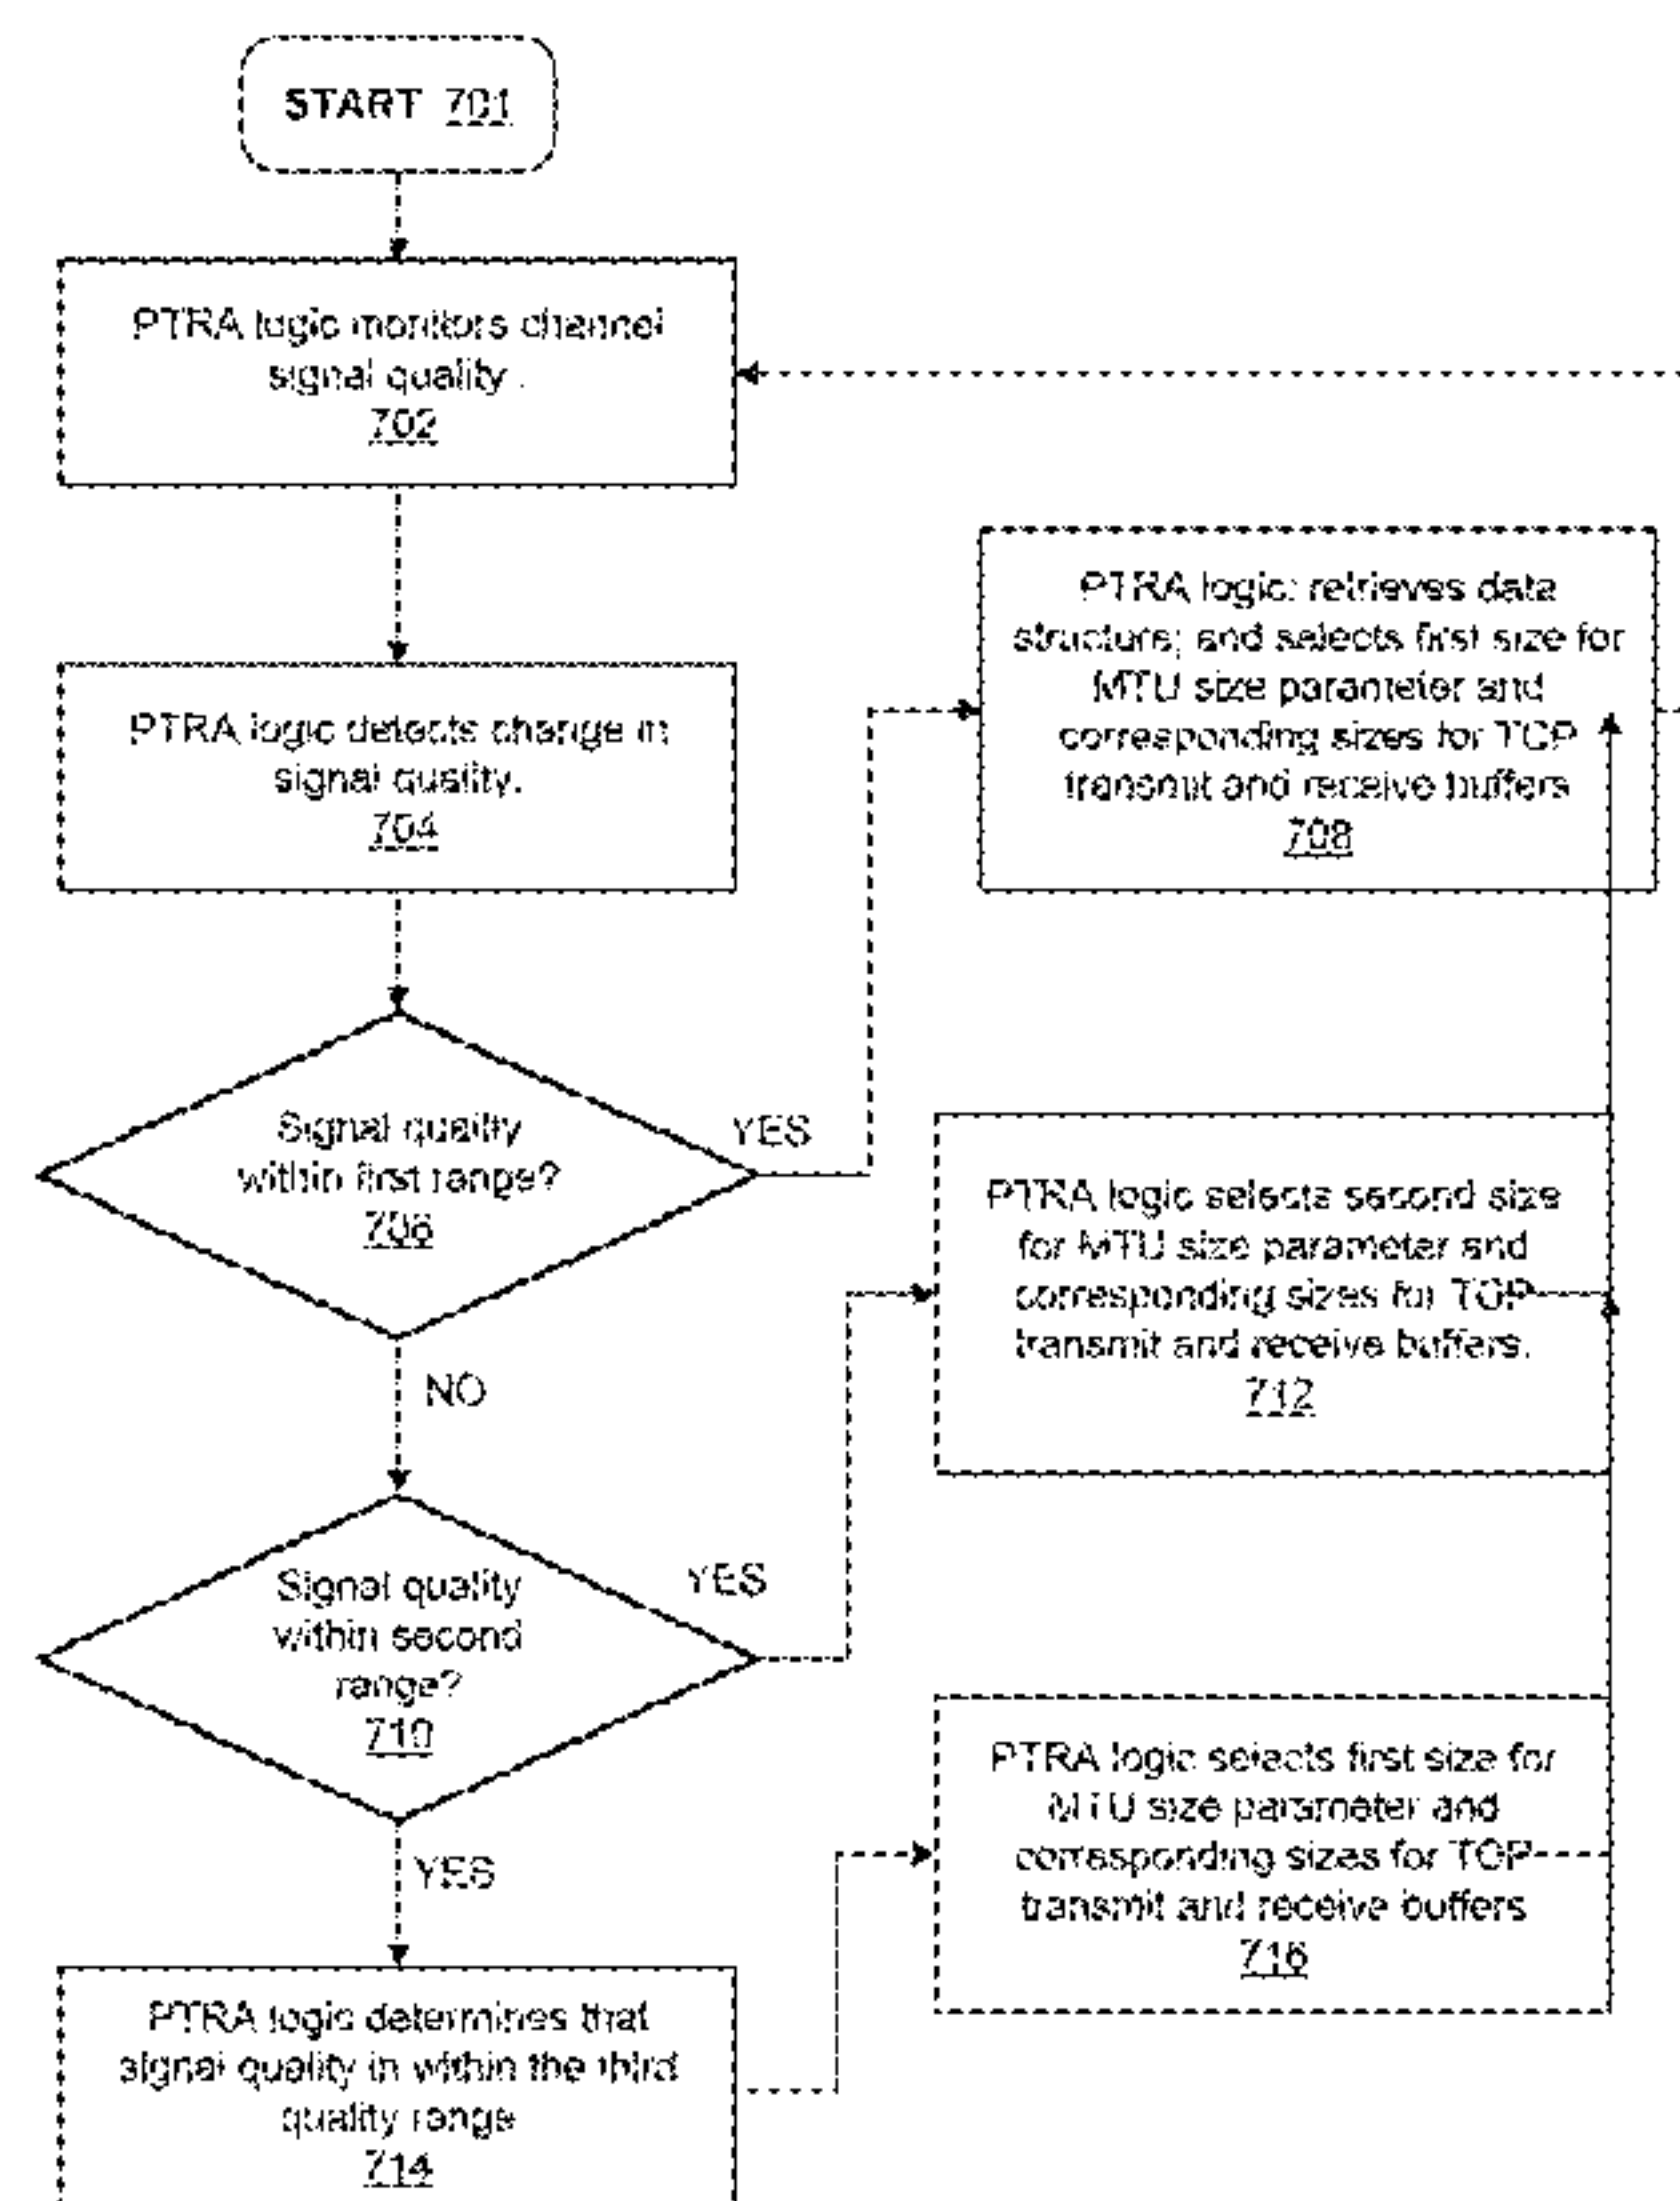 START 701
PTRA logic monitors channel
signal quality.
702
PTRA logic detects change in
signal quality.
704
Signal quality
within first range?
706
YES
NO
PTRA logic: retrieves data
structure; and selects first size for
MTU size parameter and
corresponding sizes for TCP
transmit and receive buffers
708
Signal quality
within second
range?
710
YES
YES
PTRA logic selects second size
for MTU size parameter and
corresponding sizes for TCP
transmit and receive buffers.
712
PTRA logic determines that
signal quality in within the third
quality range
714
PTRA logic selects first size for
MTU size parameter and
corresponding sizes for TCP
transmit and receive buffers
716